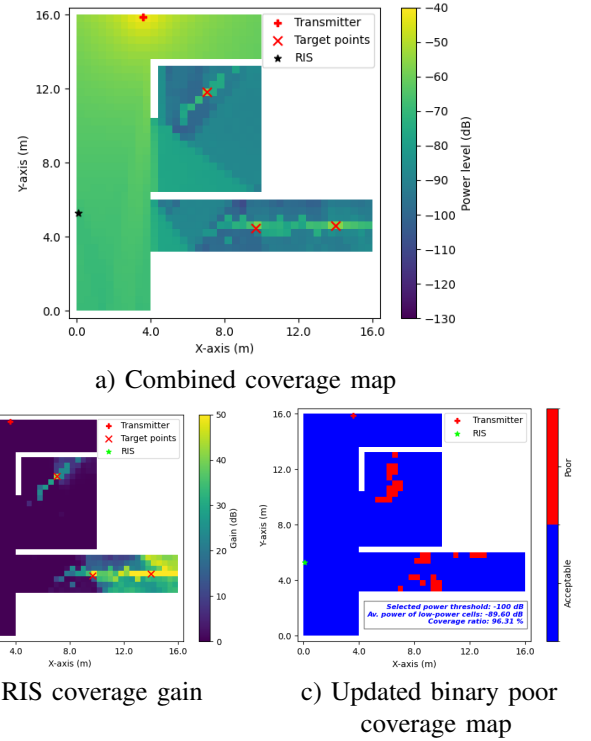 16.0
12.0
8.0
4.0
0.0
Y-axis (m)
0.0 4.0 8.0 12.0 16.0
X-axis (m)
Transmitter
Target points
RIS
−40
−50
−60
−70
−80
−90
−100
−110
−120
−130
Power level (dB)
a) Combined coverage map
Transmitter
Target points
RIS
4.0 8.0 12.0 16.0
X-axis (m)
50
40
30
20
10
0
Gain (dB)
RIS coverage gain
16.0
12.0
8.0
4.0
0.0
Y-axis (m)
0.0 4.0 8.0 12.0 16.0
X-axis (m)
Transmitter
RIS
Selected power threshold: -100 dB
Av. power of low-power cells: -89.60 dB
Coverage ratio: 96.31 %
Poor
Acceptable
c) Updated binary poor
coverage map